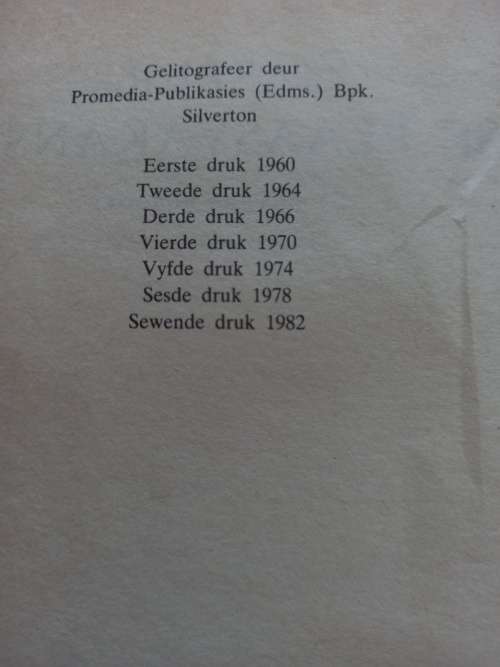 Gelitografeer deur
Promedia-Publikasies (Edms.) Bpk.
Silverton
Eerste druk 1960
Tweede druk 1964
Derde druk 1966
Vierde druk 1970
Vyfde druk 1974
Sesde druk 1978
Sewende druk 1982